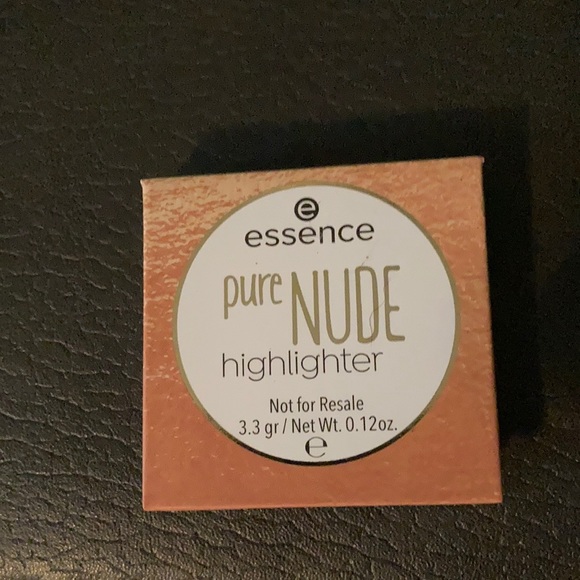 e
essence
pure NUDE
highlighter
Not for Resale
3.3 gr / Net Wt. 0.12oz.
℮